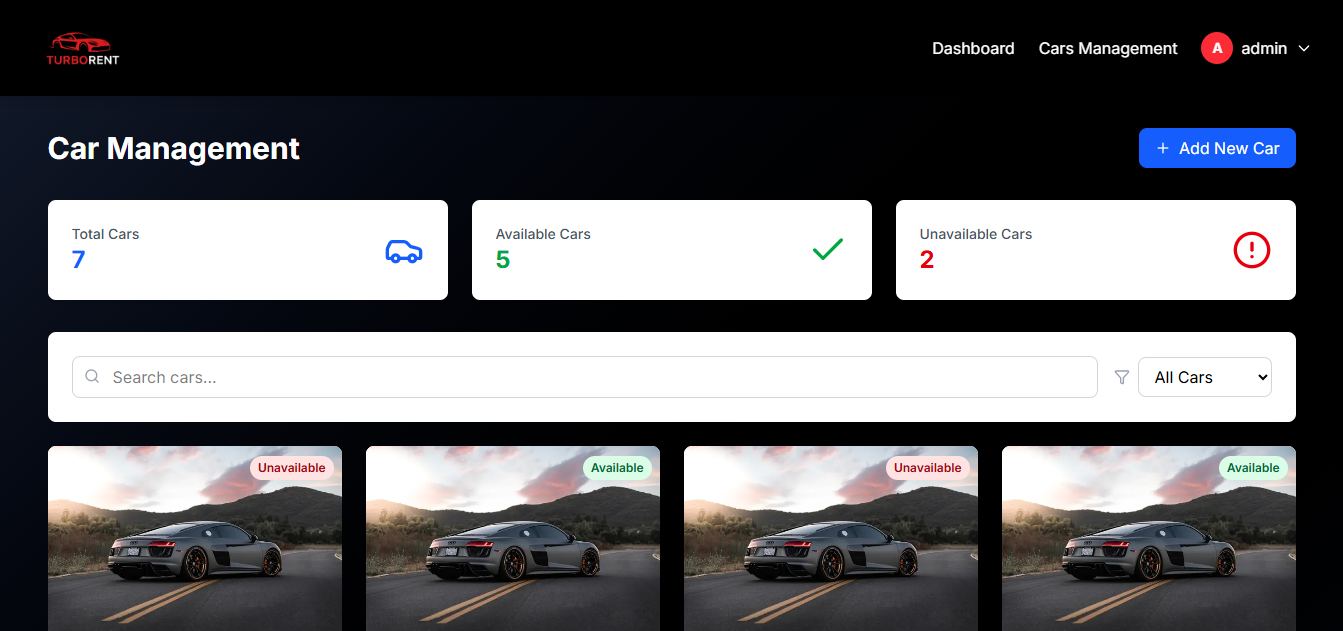 TURBORENT
Dashboard
Cars Management
A
admin
Car Management
+ Add New Car
Total Cars
7
Available Cars
5
Unavailable Cars
2
Search cars...
All Cars
Unavailable
Available
Unavailable
Available